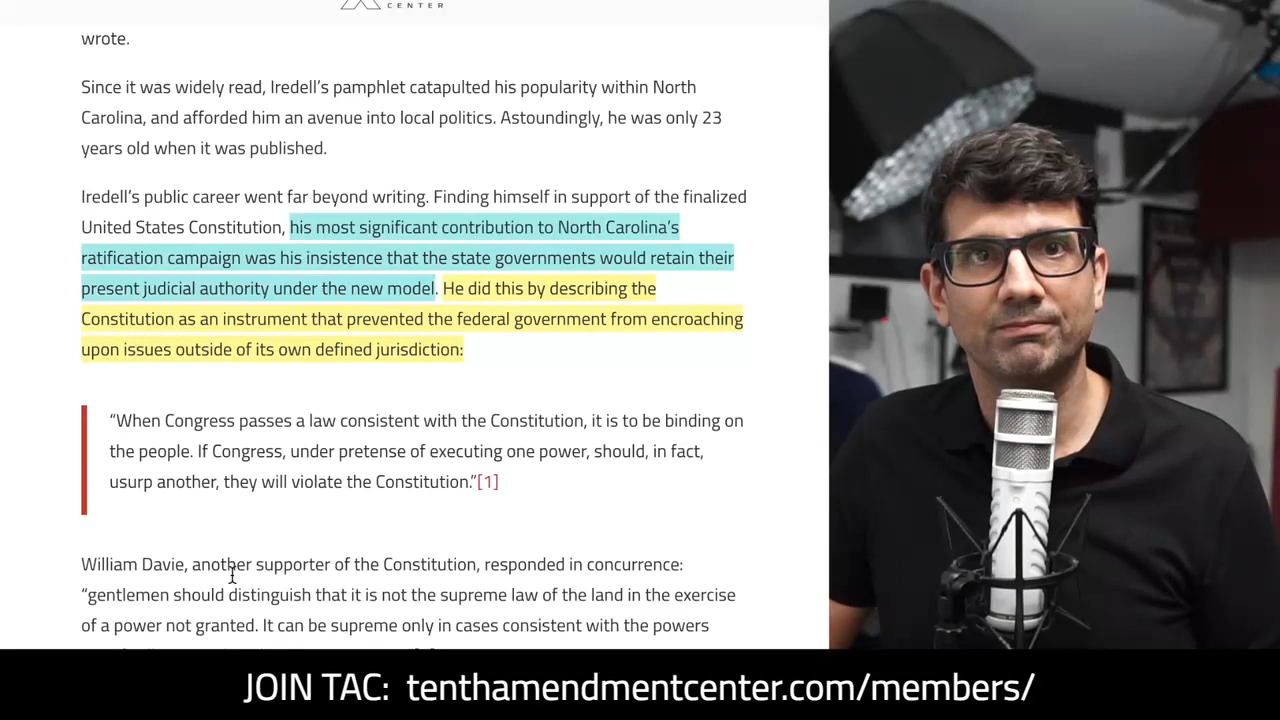 CENTER
wrote.
Since it was widely read, Iredell’s pamphlet catapulted his popularity within North
Carolina, and afforded him an avenue into local politics. Astoundingly, he was only 23
years old when it was published.
Iredell’s public career went far beyond writing. Finding himself in support of the finalized
United States Constitution, his most significant contribution to North Carolina’s
ratification campaign was his insistence that the state governments would retain their
present judicial authority under the new model. He did this by describing the
Constitution as an instrument that prevented the federal government from encroaching
upon issues outside of its own defined jurisdiction:
“When Congress passes a law consistent with the Constitution, it is to be binding on
the people. If Congress, under pretense of executing one power, should, in fact,
usurp another, they will violate the Constitution.”[1]
William Davie, another supporter of the Constitution, responded in concurrence:
“gentlemen should distinguish that it is not the supreme law of the land in the exercise
of a power not granted. It can be supreme only in cases consistent with the powers
JOIN TAC: tenthamendmentcenter.com/members/